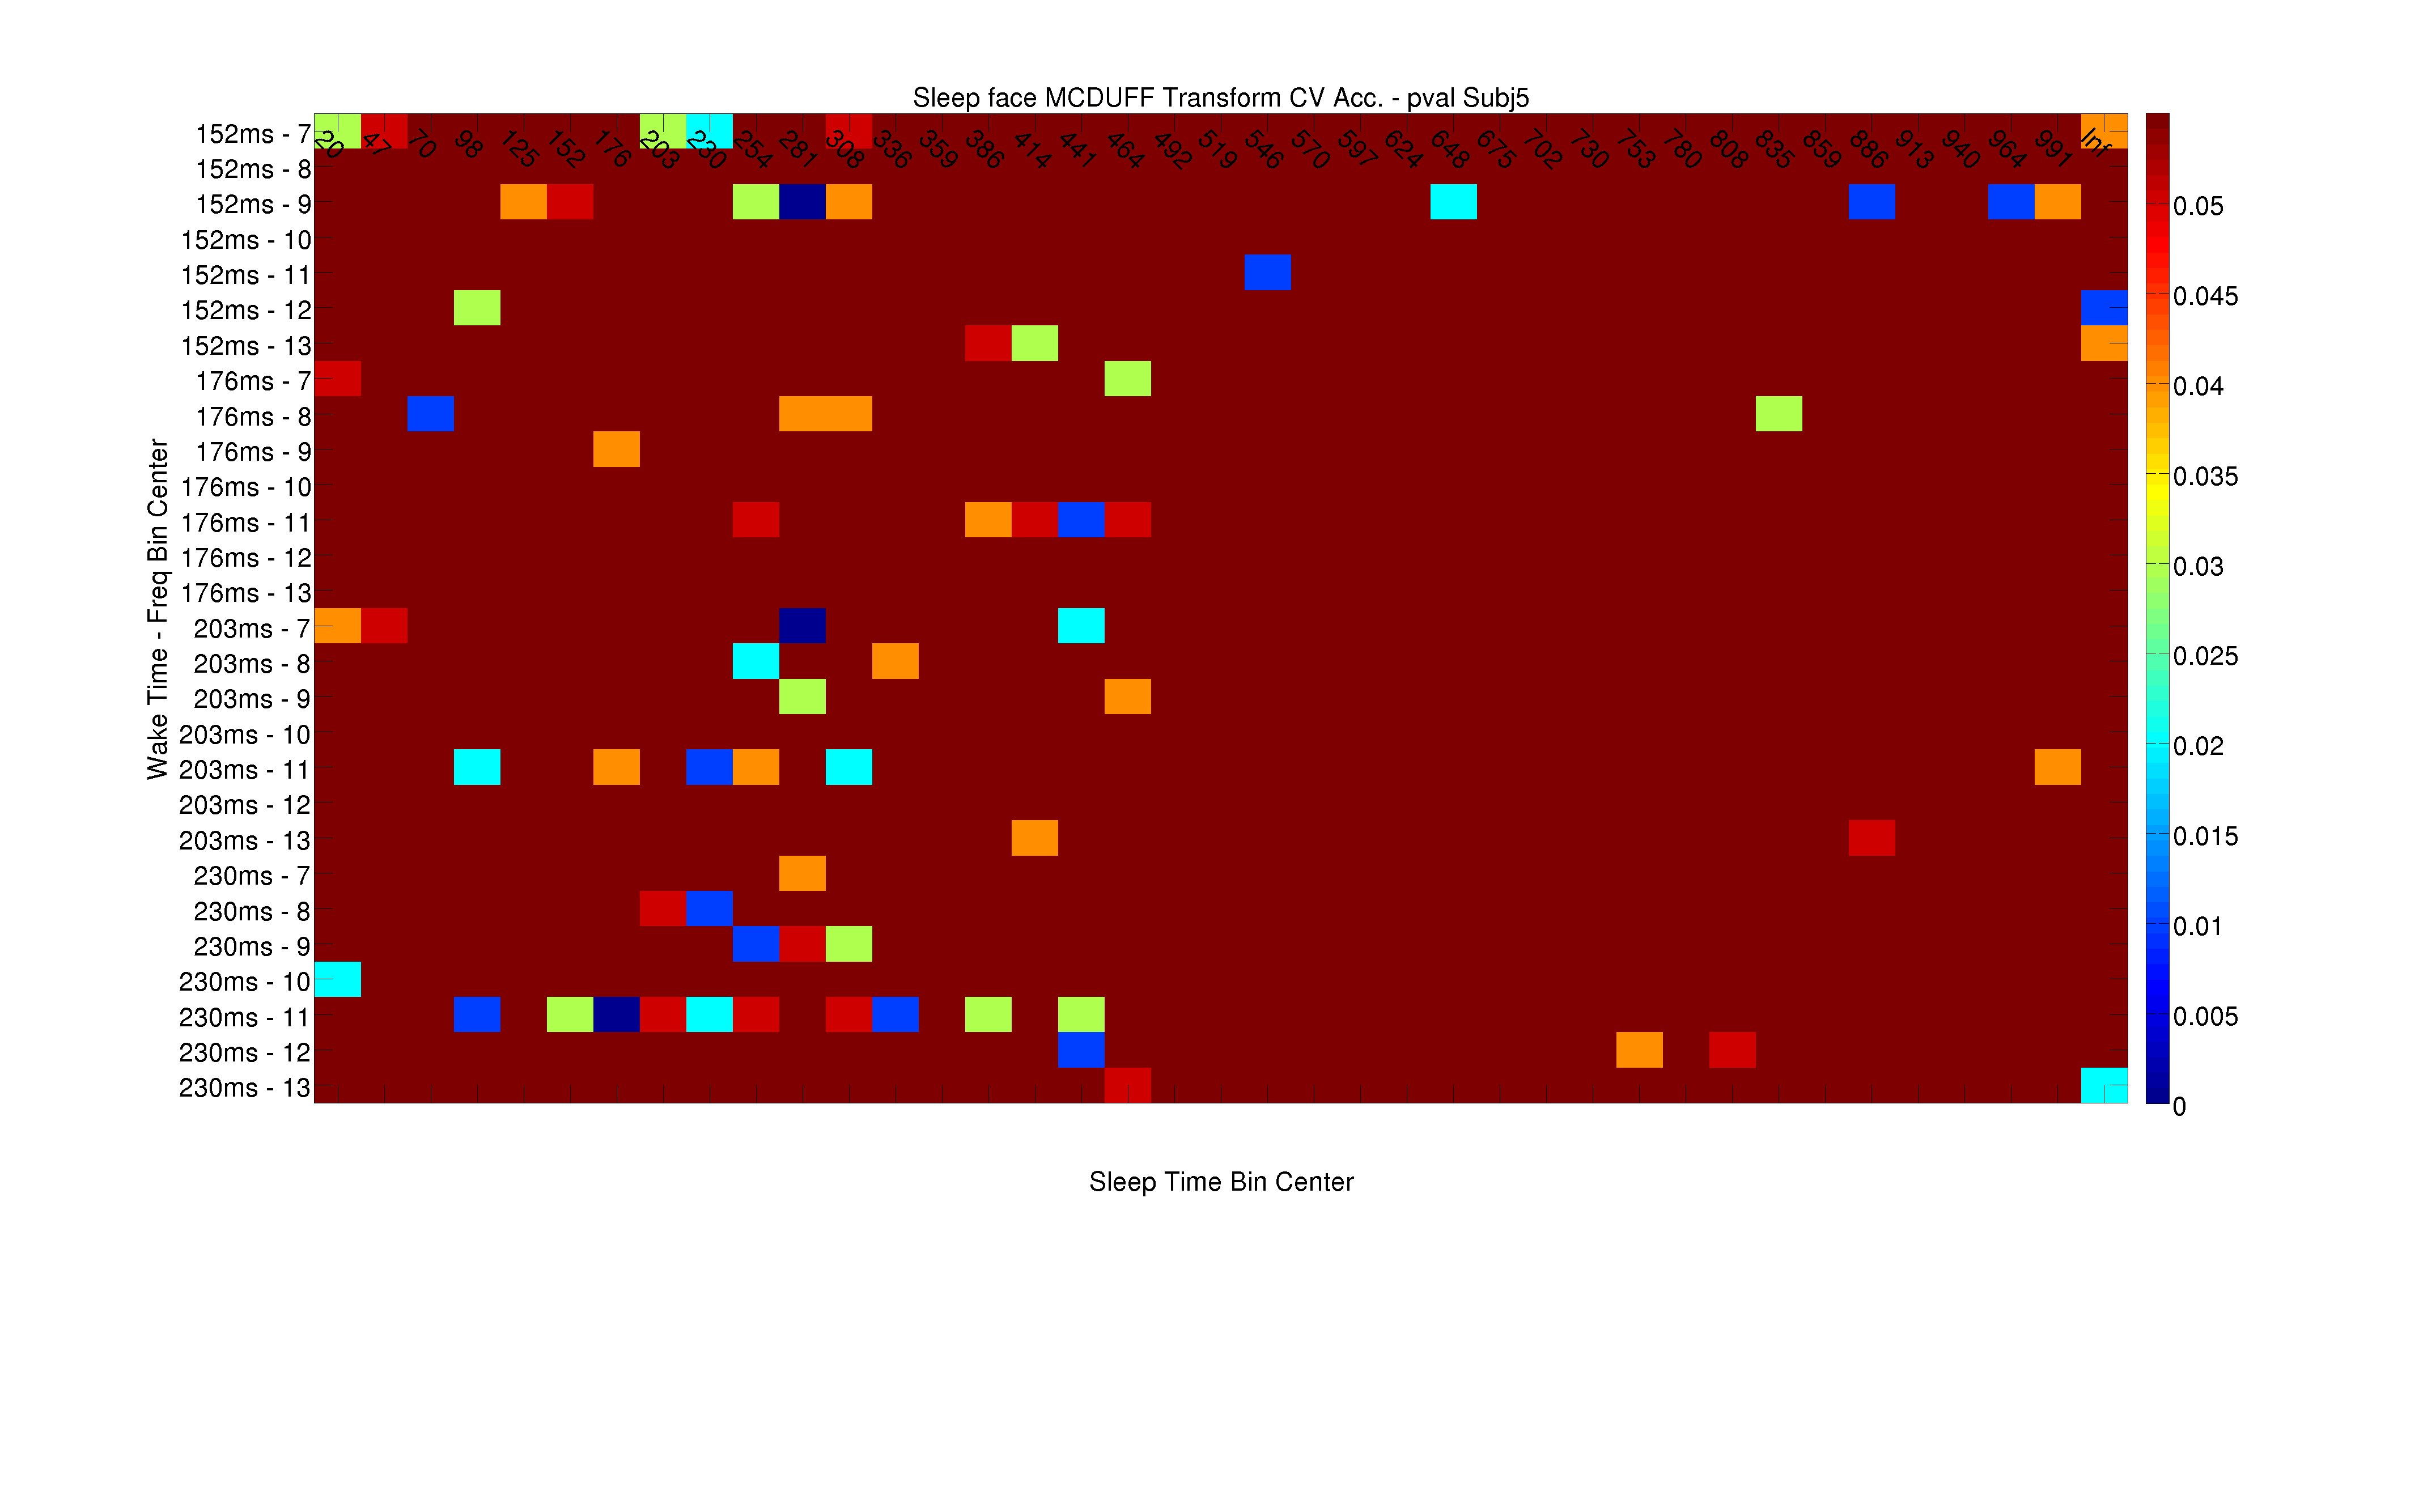 Sleep face MCDUFF Transform CV Acc. - pval Subj5
152ms - 7
152ms - 8
152ms - 9
152ms - 10
152ms - 11
152ms - 12
152ms - 13
176ms - 7
176ms - 8
176ms - 9
176ms - 10
176ms - 11
176ms - 12
176ms - 13
203ms - 7
203ms - 8
203ms - 9
203ms - 10
203ms - 11
203ms - 12
203ms - 13
230ms - 7
230ms - 8
230ms - 9
230ms - 10
230ms - 11
230ms - 12
230ms - 13
Wake Time - Freq Bin Center
20 47 70 98 125 152 176 203 230 254 281 308 336 359 386 414 441 464 492 519 546 570 597 624 648 675 702 730 753 780 808 835 859 886 913 940 964 991 Inf
0.05
0.045
0.04
0.035
0.03
0.025
0.02
0.015
0.01
0.005
0
Sleep Time Bin Center